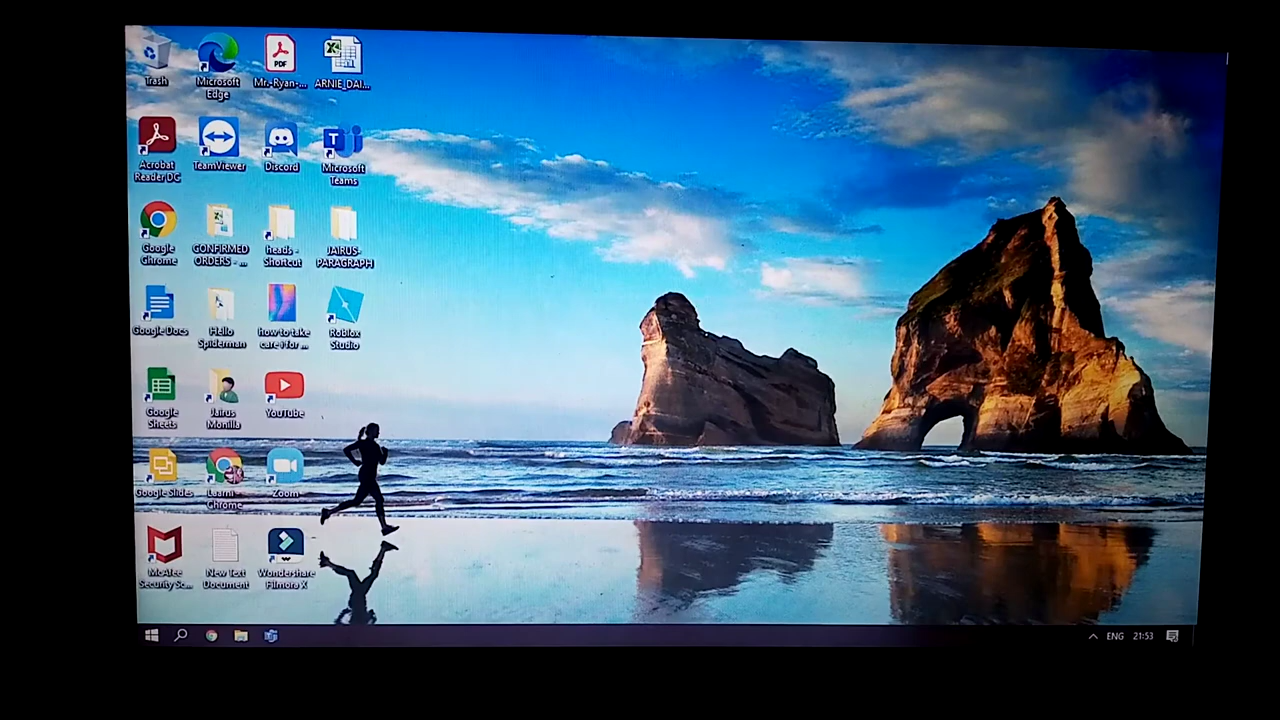 Trash
Microsoft
Edge
PDF
Mr.-Ryan-...
ARNIE_DAI...
Acrobat
Reader DC
TeamViewer
Discord
T
Microsoft
Teams
Google
Chrome
CONFIRMED
ORDERS - ...
heads -
Shortcut
JAIRUS-
PARAGRAPH
Google Docs
Hello
Spiderman
how to take
care i for ...
Roblox
Studio
Google
Sheets
Jairus
Monilla
YouTube
Google Slides
Laarni -
Chrome
Zoom
McAfee
Security Sc...
New Text
Document
Wondershare
Filmora X
ENG 21:53